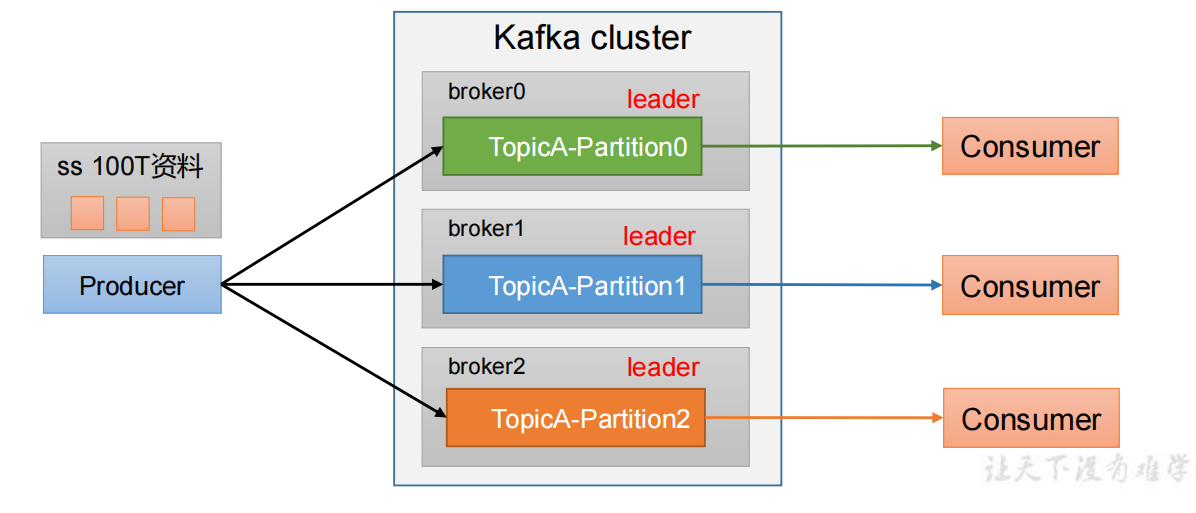 Kafka cluster
broker0
leader
TopicA-Partition0
Consumer
ss 100T资料
Producer
broker1
leader
TopicA-Partition1
Consumer
broker2
leader
TopicA-Partition2
Consumer
让天下没有难学